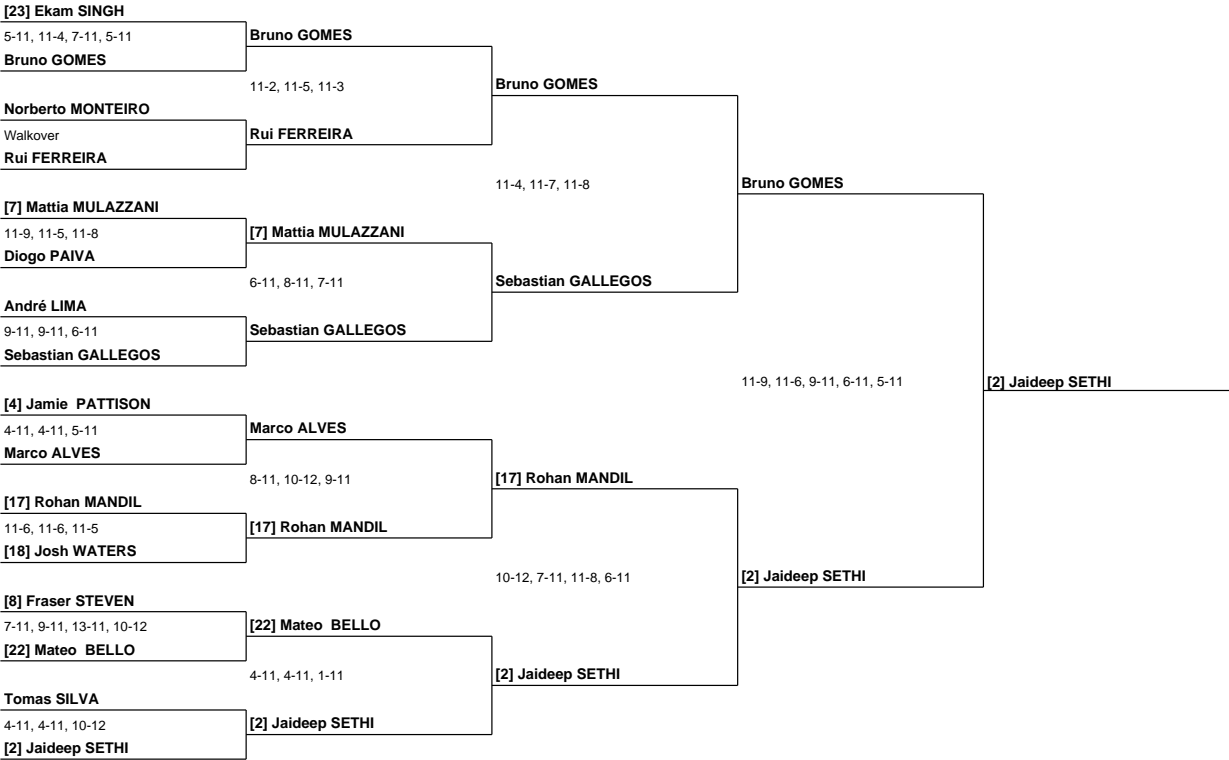 [23] Ekam SINGH
5-11, 11-4, 7-11, 5-11
Bruno GOMES
Norberto MONTEIRO
Walkover
Rui FERREIRA
[7] Mattia MULAZZANI
11-9, 11-5, 11-8
Diogo PAIVA
André LIMA
9-11, 9-11, 6-11
Sebastian GALLEGOS
[4] Jamie PATTISON
4-11, 4-11, 5-11
Marco ALVES
[17] Rohan MANDIL
11-6, 11-6, 11-5
[18] Josh WATERS
[8] Fraser STEVEN
7-11, 9-11, 13-11, 10-12
[22] Mateo BELLO
Tomas SILVA
4-11, 4-11, 10-12
[2] Jaideep SETHI
Bruno GOMES
11-2, 11-5, 11-3
Rui FERREIRA
[7] Mattia MULAZZANI
6-11, 8-11, 7-11
Sebastian GALLEGOS
Marco ALVES
8-11, 10-12, 9-11
[17] Rohan MANDIL
[22] Mateo BELLO
4-11, 4-11, 1-11
[2] Jaideep SETHI
Bruno GOMES
11-4, 11-7, 11-8
Sebastian GALLEGOS
[17] Rohan MANDIL
10-12, 7-11, 11-8, 6-11
[2] Jaideep SETHI
Bruno GOMES
11-9, 11-6, 9-11, 6-11, 5-11
[2] Jaideep SETHI
[2] Jaideep SETHI